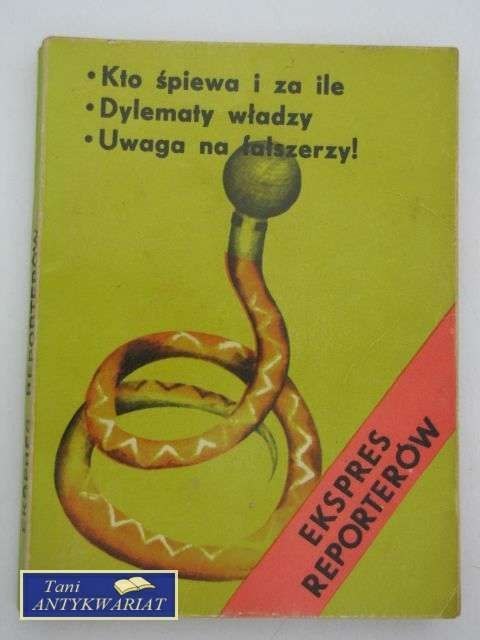 • Kto śpiewa i za ile
• Dylematy władzy
• Uwaga na fałszerzy!
EKSPRES REPORTERÓW
EKSPRES
REPORTERÓW
Tani
ANTYKWARIAT